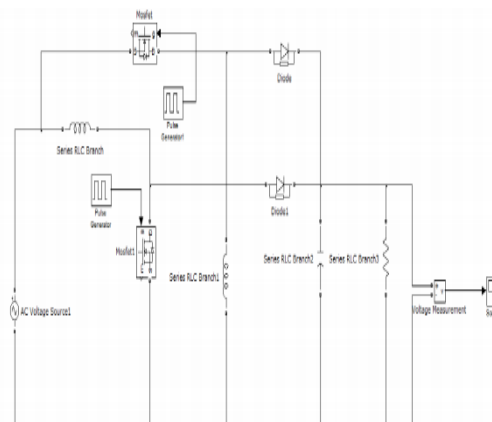 Mosfet
Diode
Pulse
Generator1
Series RLC Branch
Pulse
Generator
Diode1
Mosfet1
Series RLC Branch1
Series RLC Branch2
Series RLC Branch3
AC Voltage Source1
Voltage Measurement